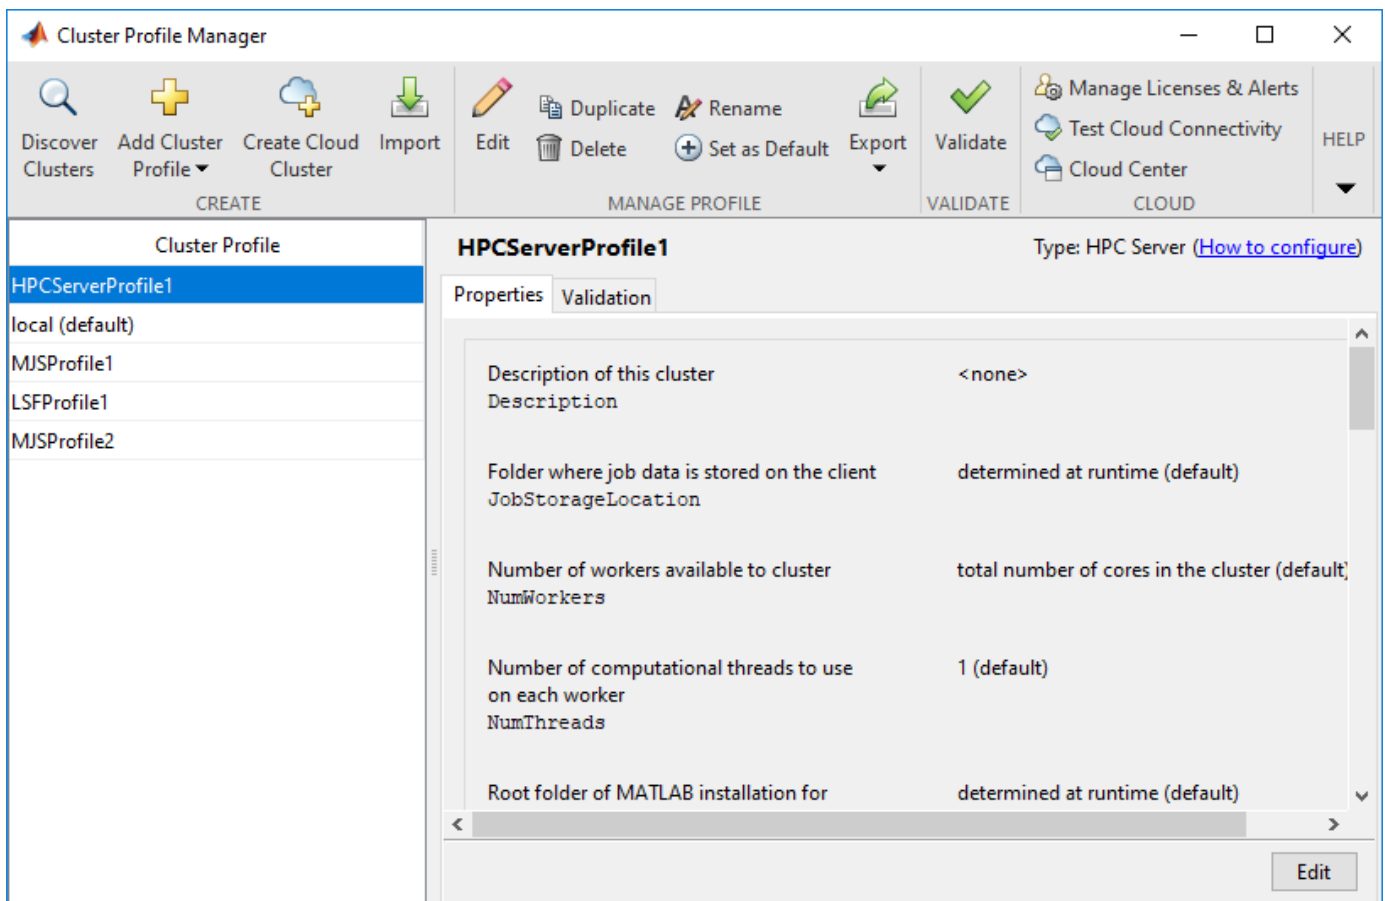 Cluster Profile Manager
Discover Clusters
Add Cluster Profile
Create Cloud Cluster
Import
CREATE
Edit
Duplicate
Delete
Rename
Set as Default
Export
MANAGE PROFILE
Validate
VALIDATE
Manage Licenses & Alerts
Test Cloud Connectivity
Cloud Center
CLOUD
HELP
Cluster Profile
HPCServerProfile1
local (default)
MJSProfile1
LSFProfile1
MJSProfile2
HPCServerProfile1
Type: HPC Server (How to configure)
Properties
Validation
Description of this cluster
Description
<none>
Folder where job data is stored on the client
JobStorageLocation
determined at runtime (default)
Number of workers available to cluster
NumWorkers
total number of cores in the cluster (default)
Number of computational threads to use
on each worker
NumThreads
1 (default)
Root folder of MATLAB installation for
determined at runtime (default)
Edit